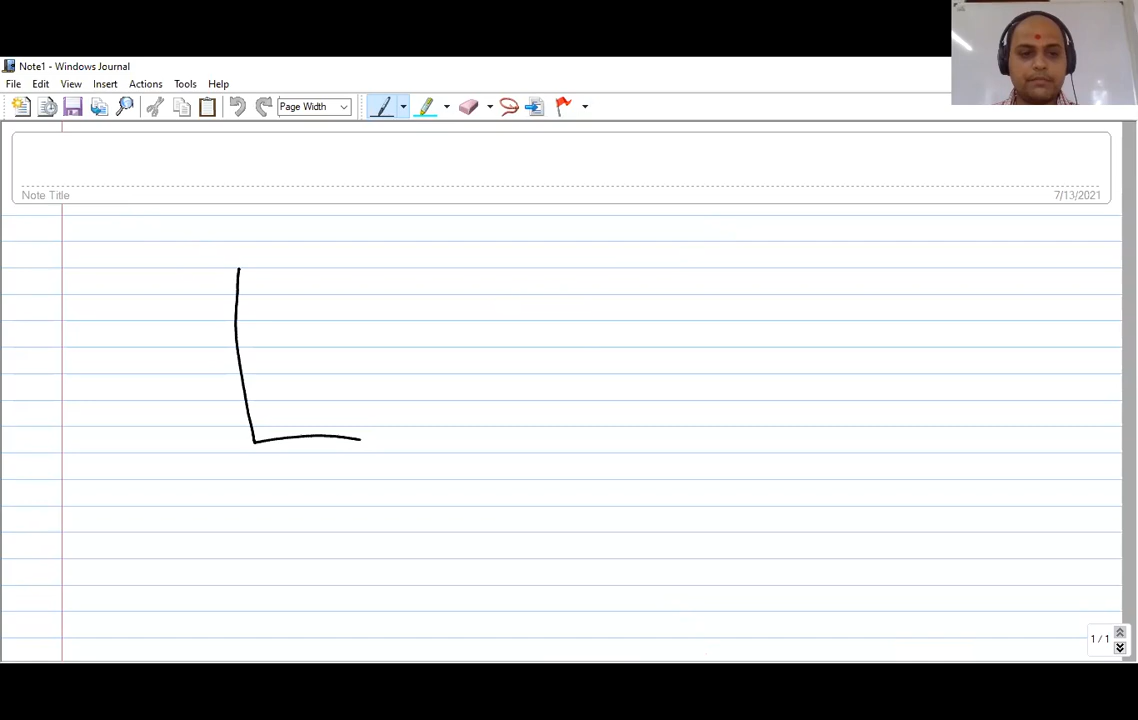 Note1 - Windows Journal
File Edit View Insert Actions Tools Help
Page Width
Note Title
7/13/2021
1 / 1